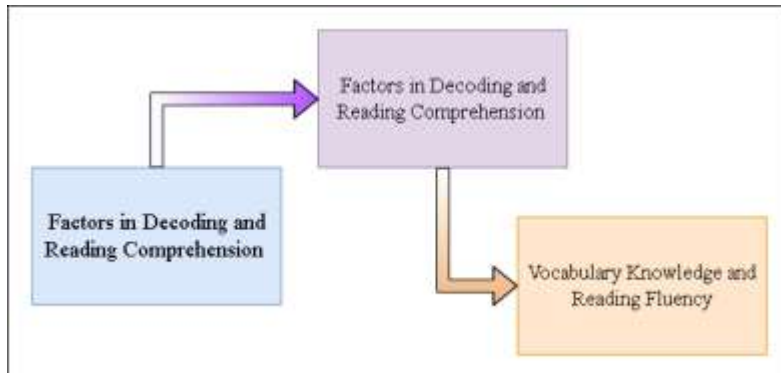 Factors in Decoding and
Reading Comprehension
Factors in Decoding and
Reading Comprehension
Vocabulary Knowledge and
Reading Fluency